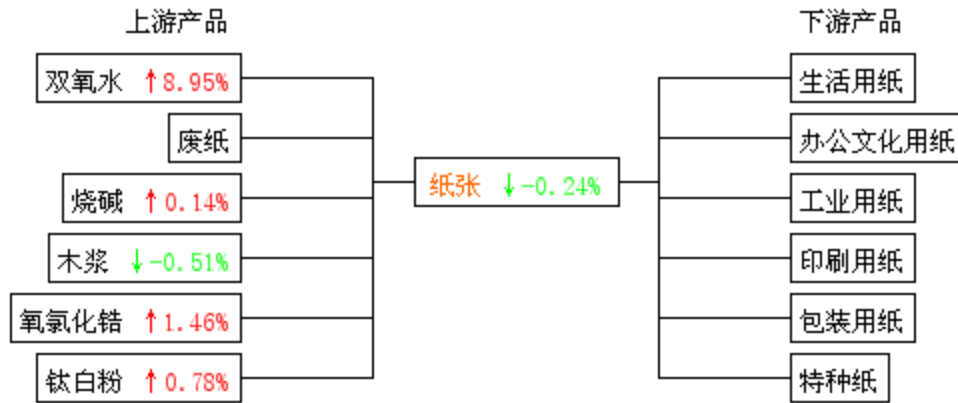 上游产品
双氧水 ↑8.95%
废纸
烧碱 ↑0.14%
木浆 ↓-0.51%
氧氯化锆 ↑1.46%
钛白粉 ↑0.78%
纸张 ↓-0.24%
下游产品
生活用纸
办公文化用纸
工业用纸
印刷用纸
包装用纸
特种纸